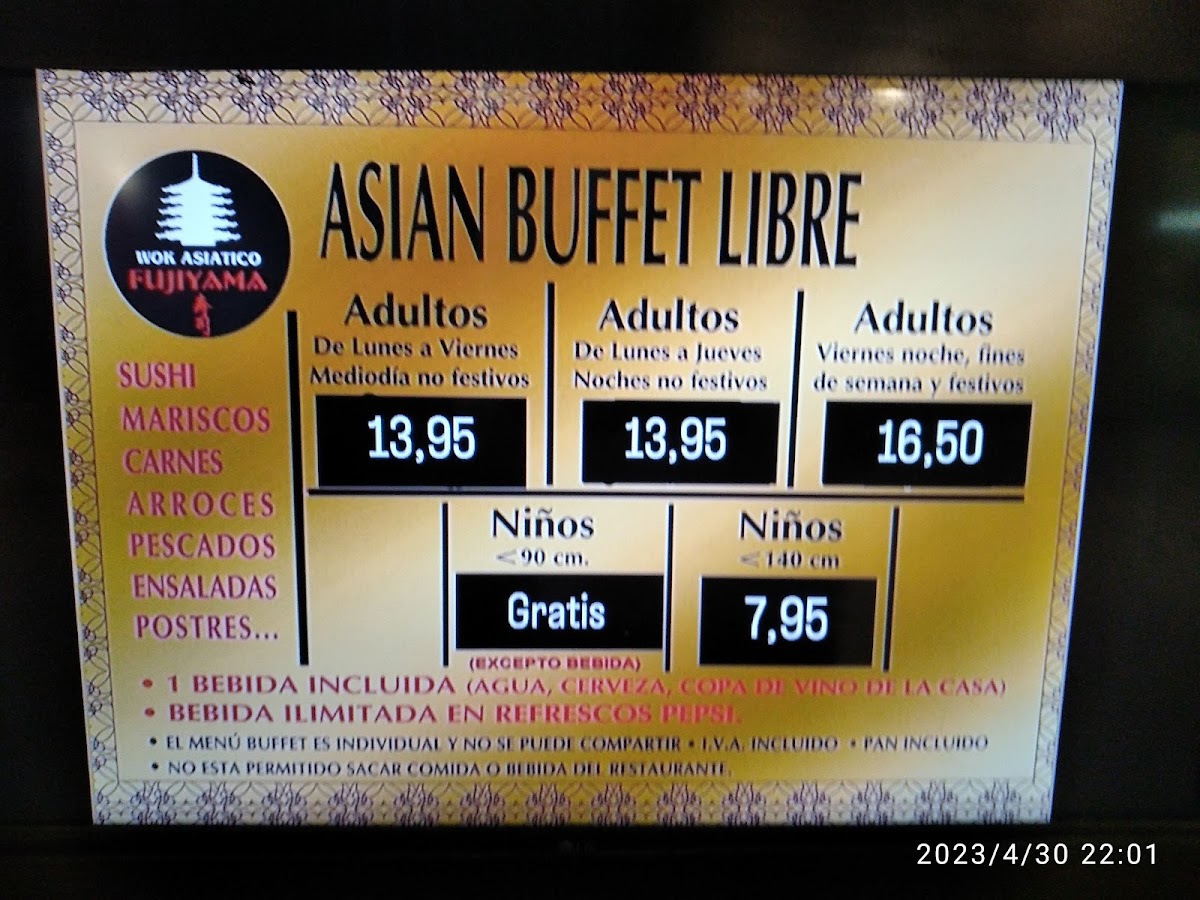 ASIAN BUFFET LIBRE
WOK ASIATICO
FUJIYAMA
SUSHI
MARISCOS
CARNES
ARROCES
PESCADOS
ENSALADAS
POSTRES...
Adultos
De Lunes a Viernes
Mediodía no festivos
13,95
Adultos
De Lunes a Jueves
Noches no festivos
13,95
Adultos
Viernes noche, fines
de semana y festivos
16,50
Niños
<90 cm.
Gratis
(EXCEPTO BEBIDA)
Niños
<140 cm
7,95
• 1 BEBIDA INCLUIDA (AGUA, CERVEZA, COPA DE VINO DE LA CASA)
• BEBIDA ILIMITADA EN REFRESCOS PEPSI.
• EL MENÚ BUFFET ES INDIVIDUAL Y NO SE PUEDE COMPARTIR • I.V.A. INCLUIDO • PAN INCLUIDO
• NO ESTA PERMITIDO SACAR COMIDA O BEBIDA DEL RESTAURANTE.
2023/4/30 22:01